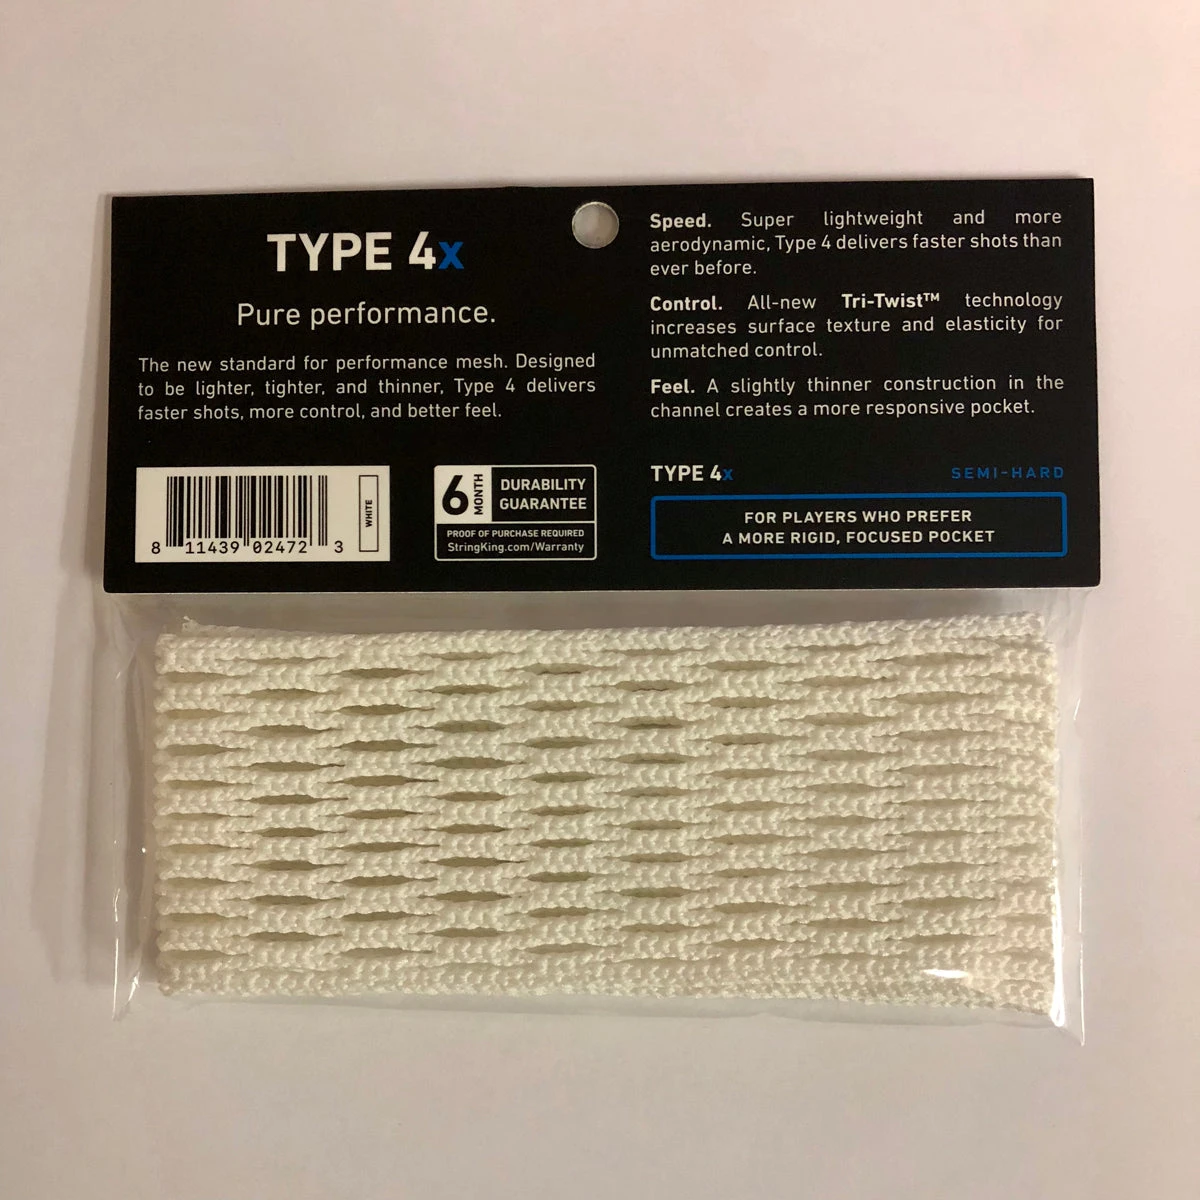 TYPE 4x
Pure performance.
The new standard for performance mesh. Designed
to be lighter, tighter, and thinner, Type 4 delivers
faster shots, more control, and better feel.
8 11439 02472 3
WHITE
6 MONTH
DURABILITY
GUARANTEE
PROOF OF PURCHASE REQUIRED
StringKing.com/Warranty
Speed. Super lightweight and more
aerodynamic, Type 4 delivers faster shots than
ever before.
Control. All-new Tri-Twist™ technology
increases surface texture and elasticity for
unmatched control.
Feel. A slightly thinner construction in the
channel creates a more responsive pocket.
TYPE 4x SEMI-HARD
FOR PLAYERS WHO PREFER
A MORE RIGID, FOCUSED POCKET